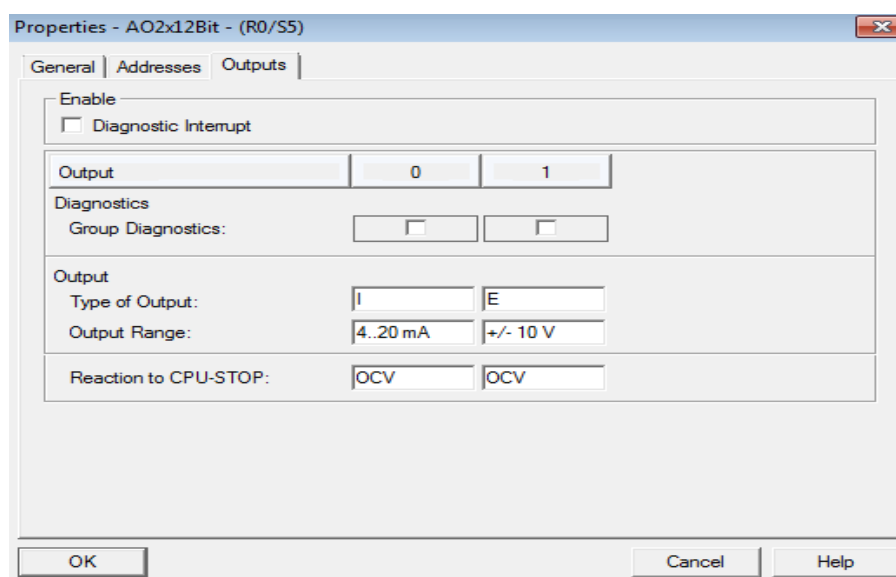 Properties - AO2x12Bit - (R0/S5)
General Addresses Outputs
Enable
Diagnostic Interrupt
Output 0 1
Diagnostics
Group Diagnostics:
Output
Type of Output: I E
Output Range: 4..20 mA +/- 10 V
Reaction to CPU-STOP: OCV OCV
OK Cancel Help